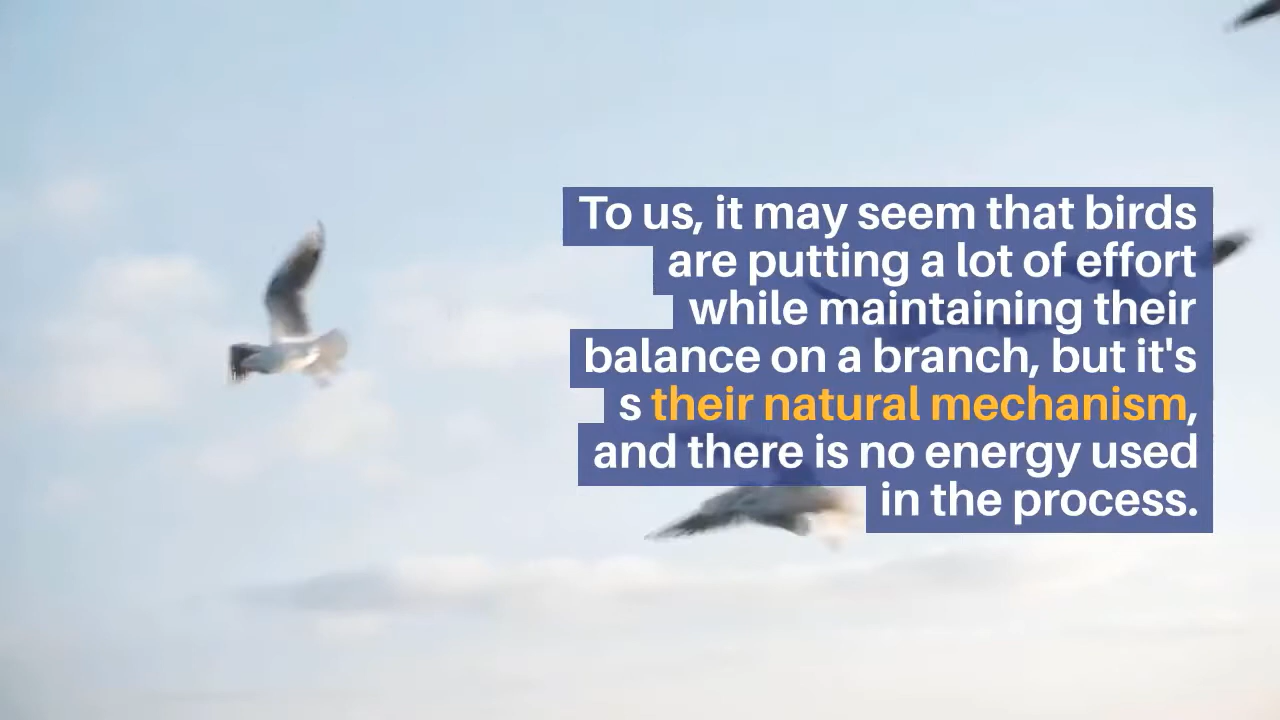 To us, it may seem that birds
are putting a lot of effort
while maintaining their
balance on a branch, but it's
s their natural mechanism,
and there is no energy used
in the process.